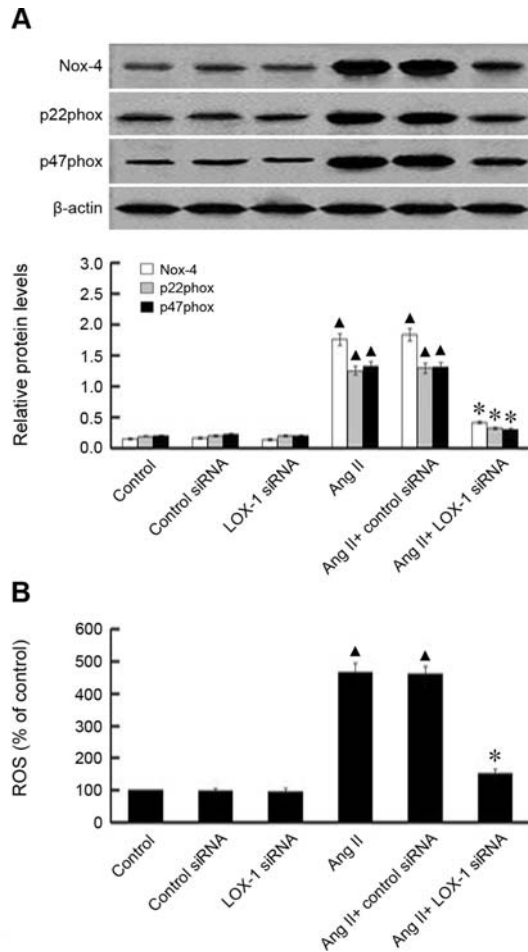 A
Nox-4
p22phox
p47phox
β-actin
Relative protein levels
3.0
2.5
2.0
1.5
1.0
0.5
0.0
Nox-4
p22phox
p47phox
▲
▲ ▲
▲
▲ ▲
* * *
Control
Control siRNA
LOX-1 siRNA
Ang II
Ang II+ control siRNA
Ang II+ LOX-1 siRNA
B
ROS (% of control)
600
500
400
300
200
100
0
▲
▲
*
Control
Control siRNA
LOX-1 siRNA
Ang II
Ang II+ control siRNA
Ang II+ LOX-1 siRNA